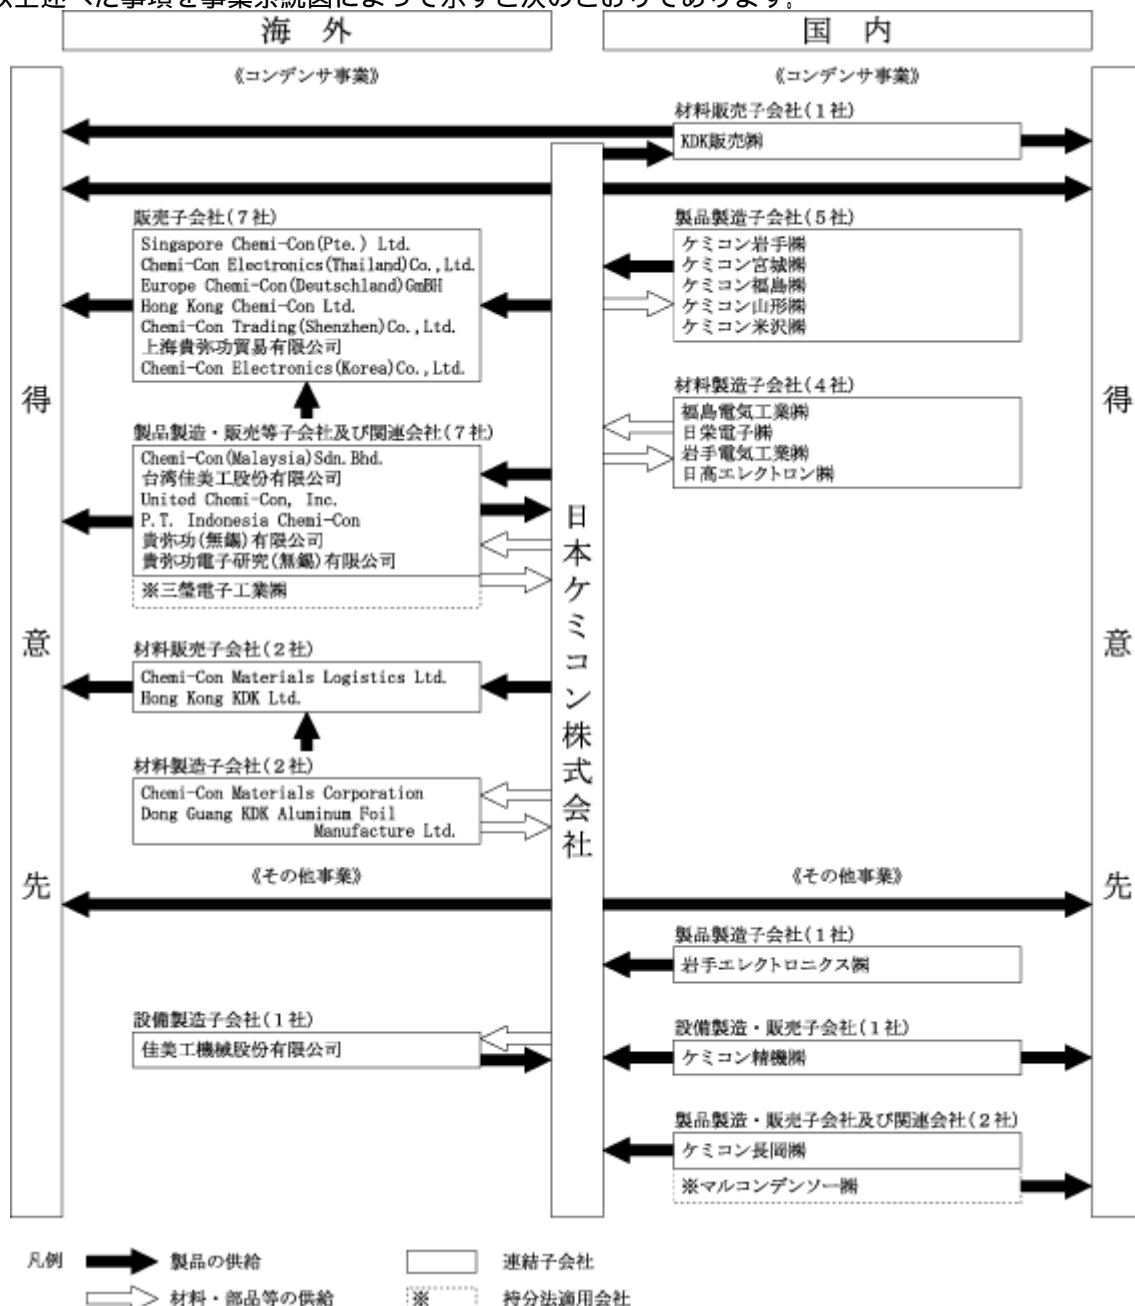 以上述べた事項を事業系統図によって示すと次のとおりであります。
海 外
国 内
《コンデンサ事業》
《コンデンサ事業》
得意先
日本ケミコン株式会社
得意先
材料販売子会社(1社)
KDK販売㈱
販売子会社(7社)
Singapore Chemi-Con(Pte.) Ltd.
Chemi-Con Electronics(Thailand)Co.,Ltd.
Europe Chemi-Con(Deutschland)GmBH
Hong Kong Chemi-Con Ltd.
Chemi-Con Trading(Shenzhen)Co.,Ltd.
上海貴弥功貿易有限公司
Chemi-Con Electronics(Korea)Co.,Ltd.
製品製造子会社(5社)
ケミコン岩手㈱
ケミコン宮城㈱
ケミコン福島㈱
ケミコン山形㈱
ケミコン米沢㈱
製品製造・販売等子会社及び関連会社(7社)
Chemi-Con(Malaysia)Sdn.Bhd.
台湾佳美工股份有限公司
United Chemi-Con, Inc.
P.T. Indonesia Chemi-Con
貴弥功(無錫)有限公司
貴弥功電子研究(無錫)有限公司
※三瑩電子工業㈱
材料製造子会社(4社)
福島電気工業㈱
日栄電子㈱
岩手電気工業㈱
日高エレクトロン㈱
材料販売子会社(2社)
Chemi-Con Materials Logistics Ltd.
Hong Kong KDK Ltd.
材料製造子会社(2社)
Chemi-Con Materials Corporation
Dong Guang KDK Aluminum Foil
Manufacture Ltd.
《その他事業》
《その他事業》
製品製造子会社(1社)
岩手エレクトロニクス㈱
設備製造子会社(1社)
佳美工機械股份有限公司
設備製造・販売子会社(1社)
ケミコン精機㈱
製品製造・販売子会社及び関連会社(2社)
ケミコン長岡㈱
※マルコンデンソー㈱
凡例
製品の供給
連結子会社
材料・部品等の供給
※
持分法適用会社